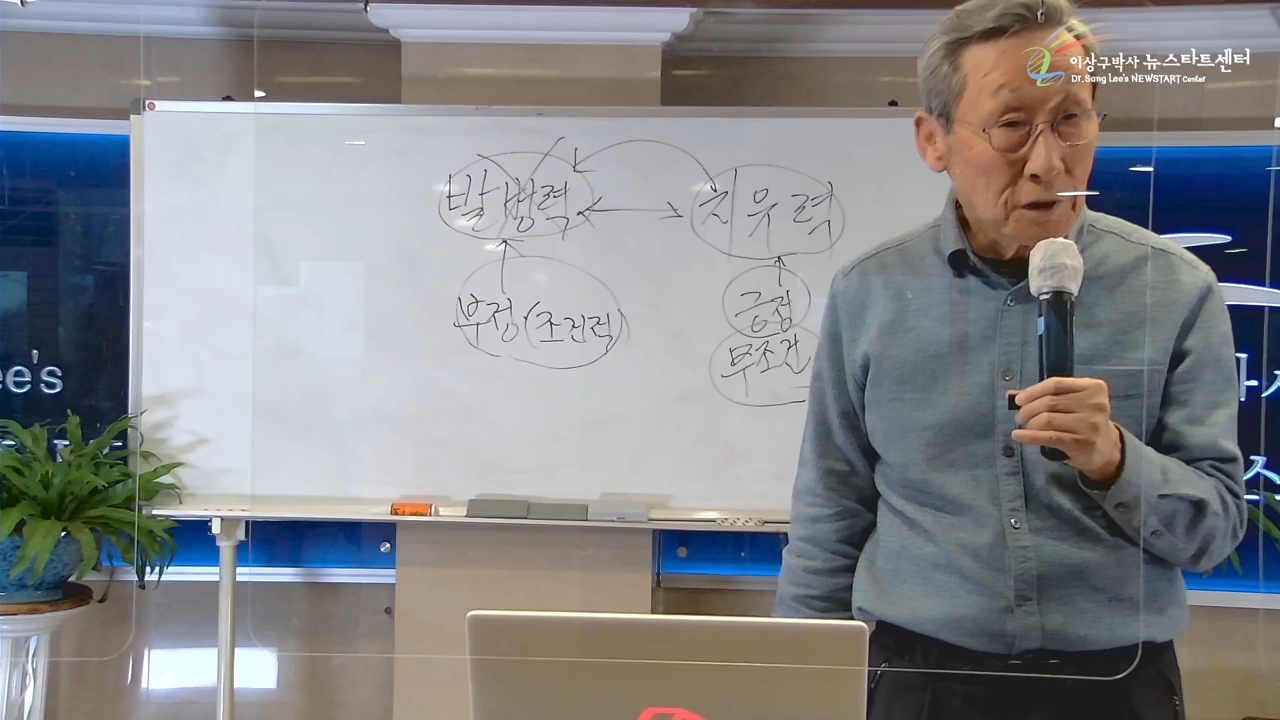 이상구박사 뉴스타트센터
Dr. Sang Lee's NEWSTART Center
발병력 치유력
부정(조건적) 긍정
무조건
ee's